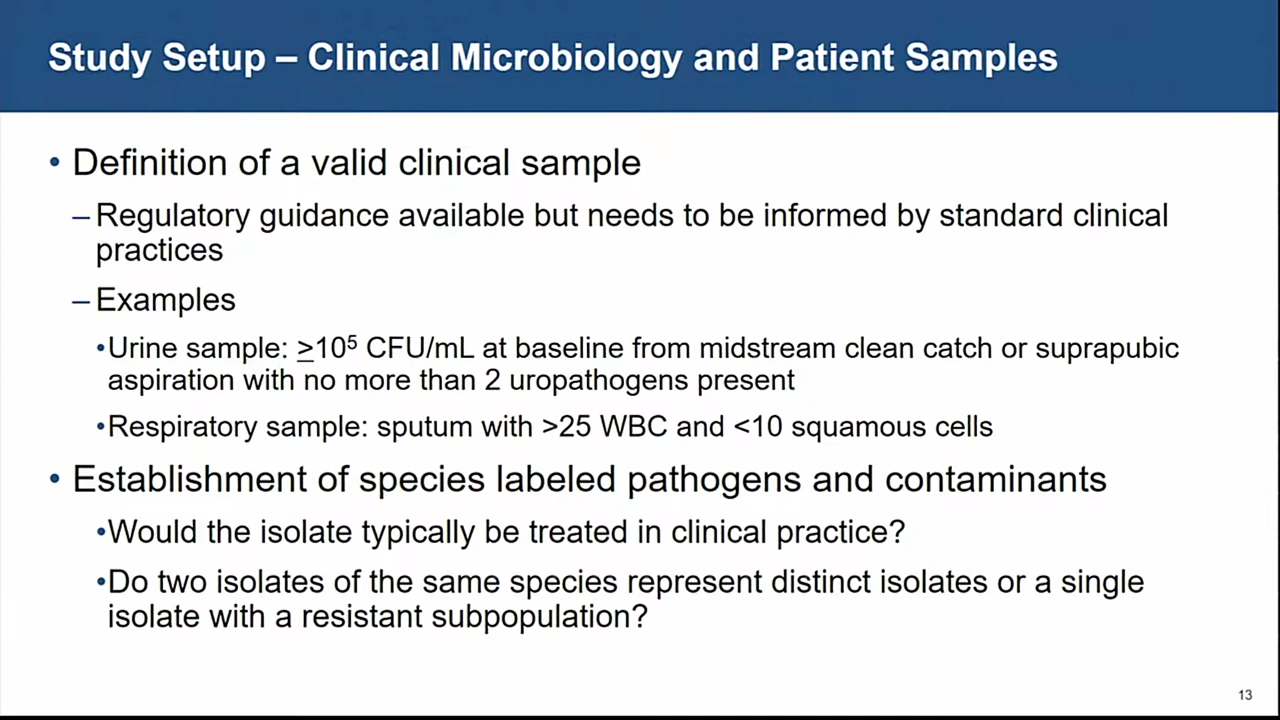 Study Setup – Clinical Microbiology and Patient Samples
• Definition of a valid clinical sample
– Regulatory guidance available but needs to be informed by standard clinical
practices
– Examples
•Urine sample: ≥10⁵ CFU/mL at baseline from midstream clean catch or suprapubic
aspiration with no more than 2 uropathogens present
•Respiratory sample: sputum with >25 WBC and <10 squamous cells
• Establishment of species labeled pathogens and contaminants
•Would the isolate typically be treated in clinical practice?
•Do two isolates of the same species represent distinct isolates or a single
isolate with a resistant subpopulation?
13